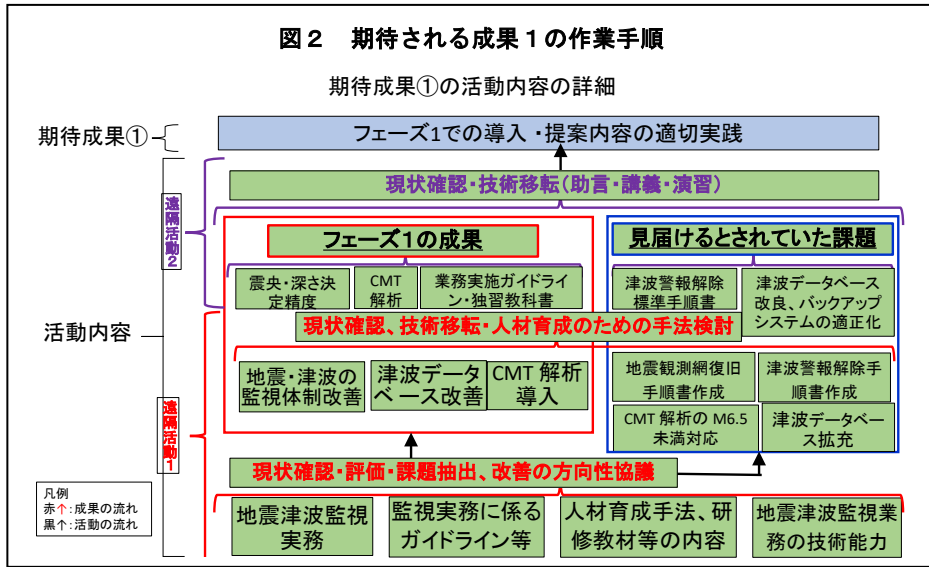 図２　期待される成果１の作業手順
期待成果①の活動内容の詳細
期待成果①
フェーズ1での導入・提案内容の適切実践
現状確認・技術移転(助言・講義・演習)
遠隔活動2
フェーズ１の成果
見届けるとされていた課題
震央・深さ決
定精度
CMT
解析
業務実施ガイドライ
ン・独習教科書
津波警報解除
標準手順書
津波データベース
改良、バックアップ
システムの適正化
現状確認、技術移転・人材育成のための手法検討
活動内容
地震・津波の
監視体制改善
津波データ
ベース改善
CMT 解析
導入
地震観測網復旧
手順書作成
津波警報解除手
順書作成
CMT 解析の M6.5
未満対応
津波データベー
ス拡充
遠隔活動1
現状確認・評価・課題抽出、改善の方向性協議
凡例
赤↑:成果の流れ
黒↑:活動の流れ
地震津波監視
実務
監視実務に係る
ガイドライン等
人材育成手法、研
修教材等の内容
地震津波監視業
務の技術能力